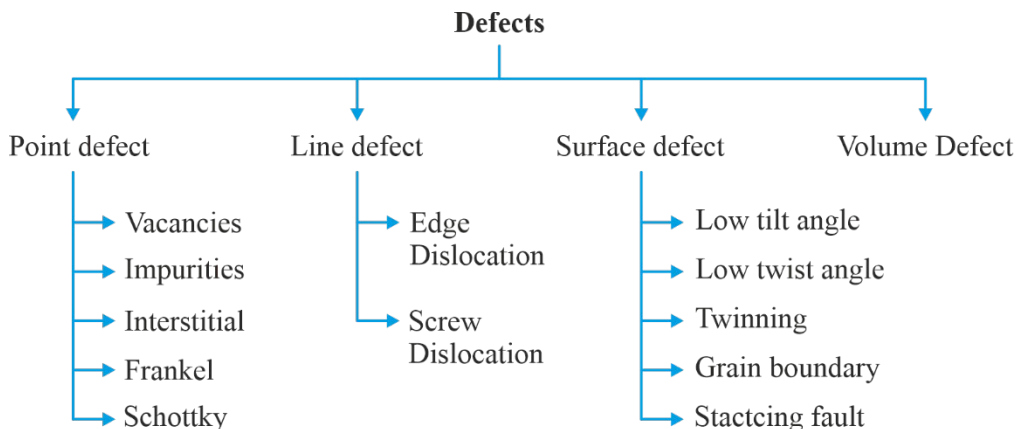 Defects
Point defect
Line defect
Surface defect
Volume Defect
Vacancies
Impurities
Interstitial
Frankel
Schottky
Edge
Dislocation
Screw
Dislocation
Low tilt angle
Low twist angle
Twinning
Grain boundary
Stactcing fault